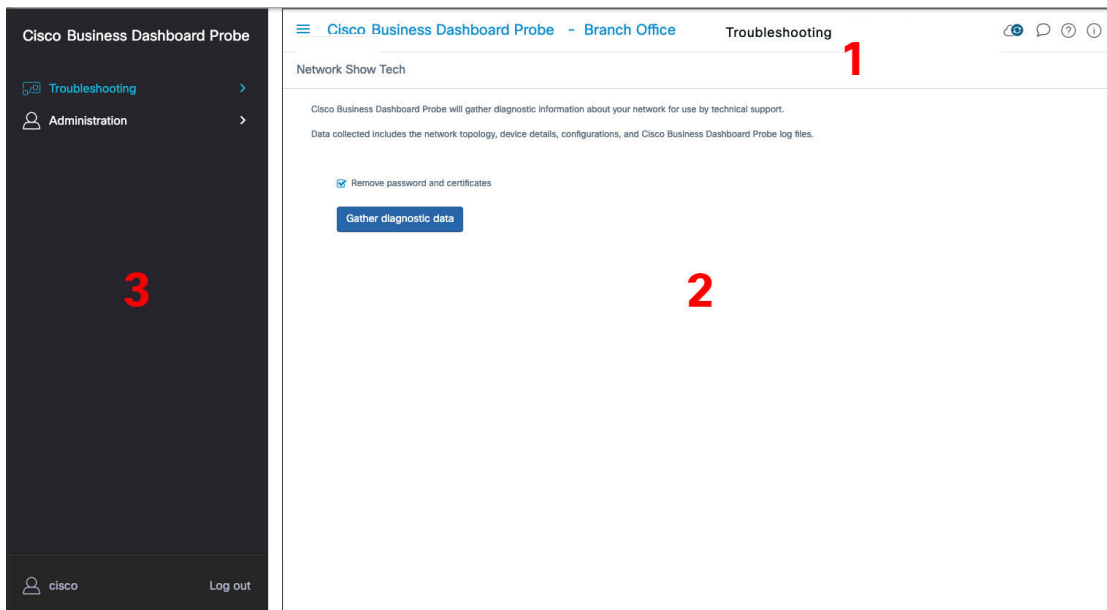 Cisco Business Dashboard Probe
Troubleshooting
Administration
3
cisco
Log out
Cisco Business Dashboard Probe - Branch Office
Troubleshooting
1
Network Show Tech
Cisco Business Dashboard Probe will gather diagnostic information about your network for use by technical support.
Data collected includes the network topology, device details, configurations, and Cisco Business Dashboard Probe log files.
Remove password and certificates
Gather diagnostic data
2